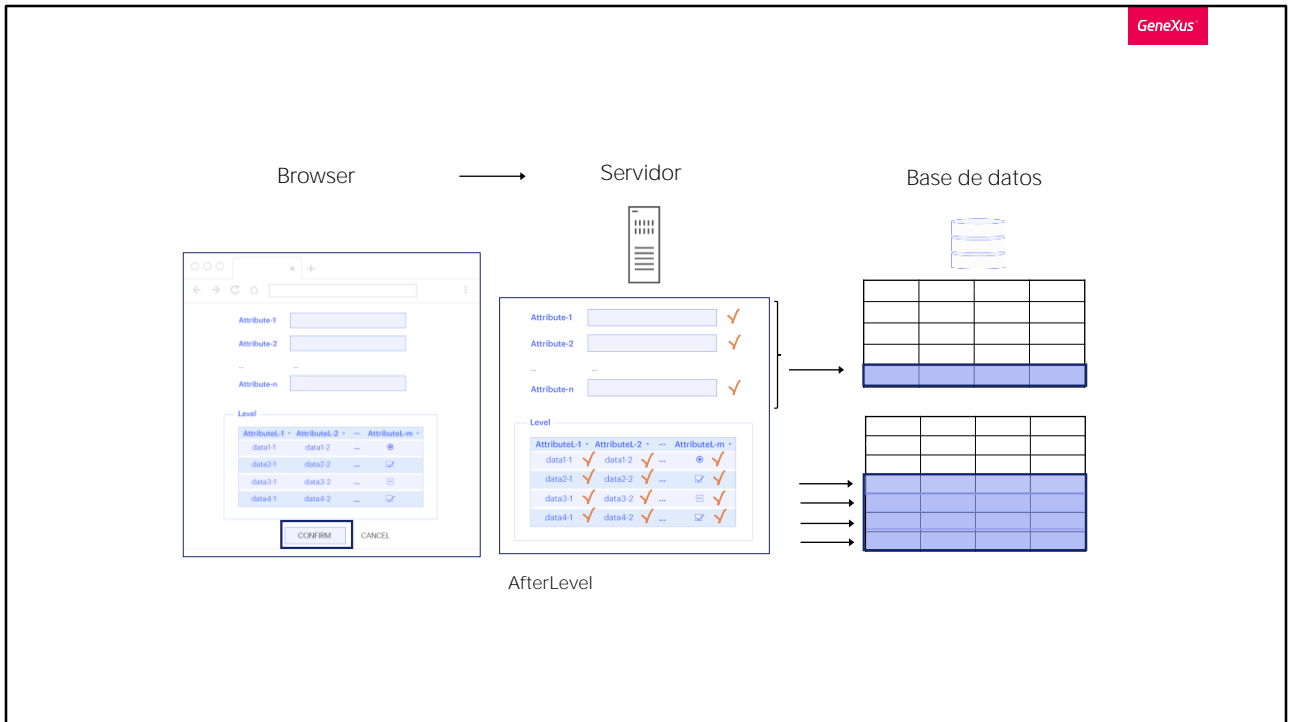 GeneXus
Browser
Servidor
Base de datos
Attribute-1
Attribute-2
... ...
Attribute-n
Level
AttributeL-1 AttributeL-2 ... AttributeL-m
data1-1 data1-2 ...
data2-1 data2-2 ...
data3-1 data3-2 ...
data4-1 data4-2 ...
CONFIRM CANCEL
Attribute-1
Attribute-2
... ...
Attribute-n
Level
AttributeL-1 AttributeL-2 ... AttributeL-m
data1-1 data1-2 ...
data2-1 data2-2 ...
data3-1 data3-2 ...
data4-1 data4-2 ...
AfterLevel